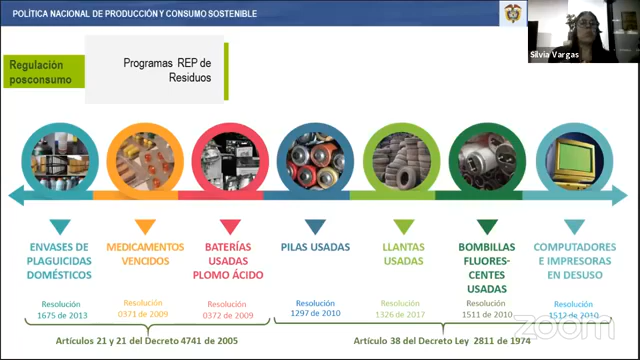 POLÍTICA NACIONAL DE PRODUCCIÓN Y CONSUMO SOSTENIBLE
Silvia Vargas
Regulación
posconsumo
Programas REP de
Residuos
ENVASES DE
PLAGUICIDAS
DOMÉSTICOS
Resolución
1675 de 2013
MEDICAMENTOS
VENCIDOS
Resolución
0371 de 2009
BATERÍAS
USADAS
PLOMO ÁCIDO
Resolución
0372 de 2009
PILAS USADAS
Resolución
1297 de 2010
LLANTAS
USADAS
Resolución
1326 de 2017
BOMBILLAS
FLUORES-
CENTES
USADAS
Resolución
1511 de 2010
COMPUTADORES
E IMPRESORAS
EN DESUSO
Resolución
1512 de 2010
Artículos 21 y 21 del Decreto 4741 de 2005
Artículo 38 del Decreto Ley 2811 de 1974
zoom